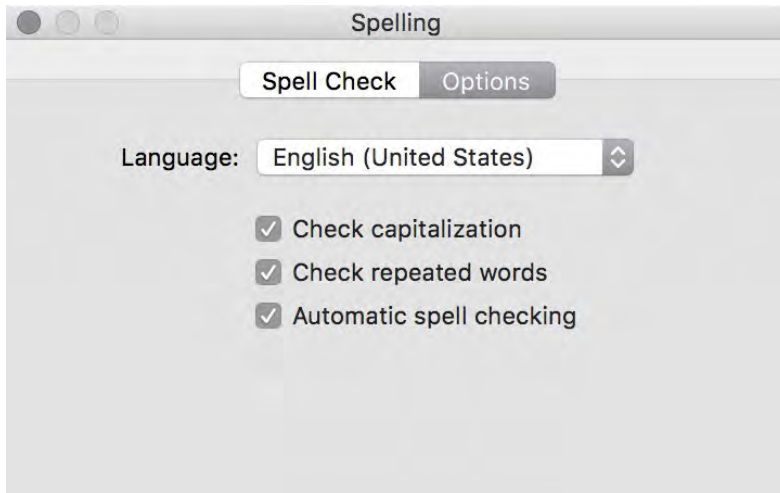 Spelling
Spell Check Options
Language: English (United States)
Check capitalization
Check repeated words
Automatic spell checking